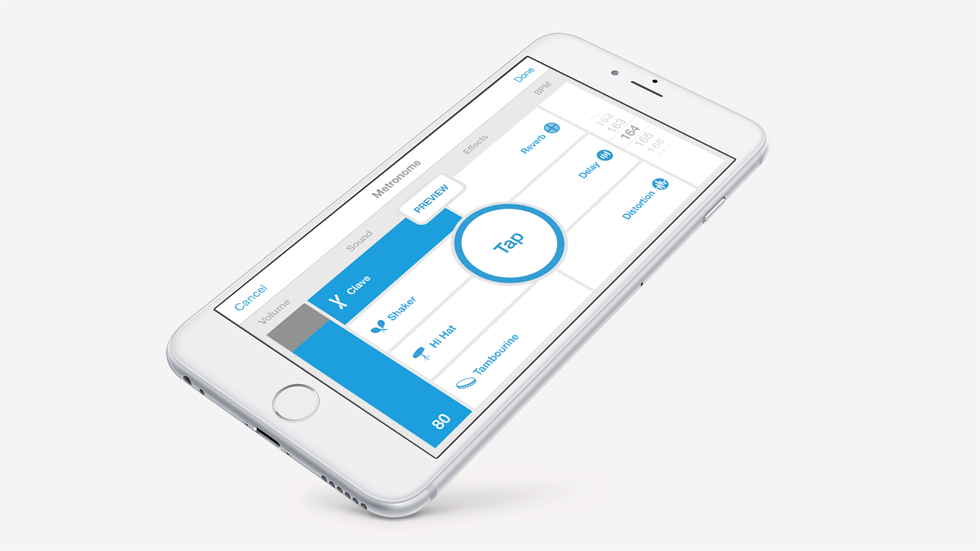 Cancel
Metronome
Done
Volume
Sound
Effects
BPM
80
Clave
PREVIEW
Shaker
Hi Hat
Tambourine
Tap
Reverb
Delay
Distortion
162
163
164
165
166